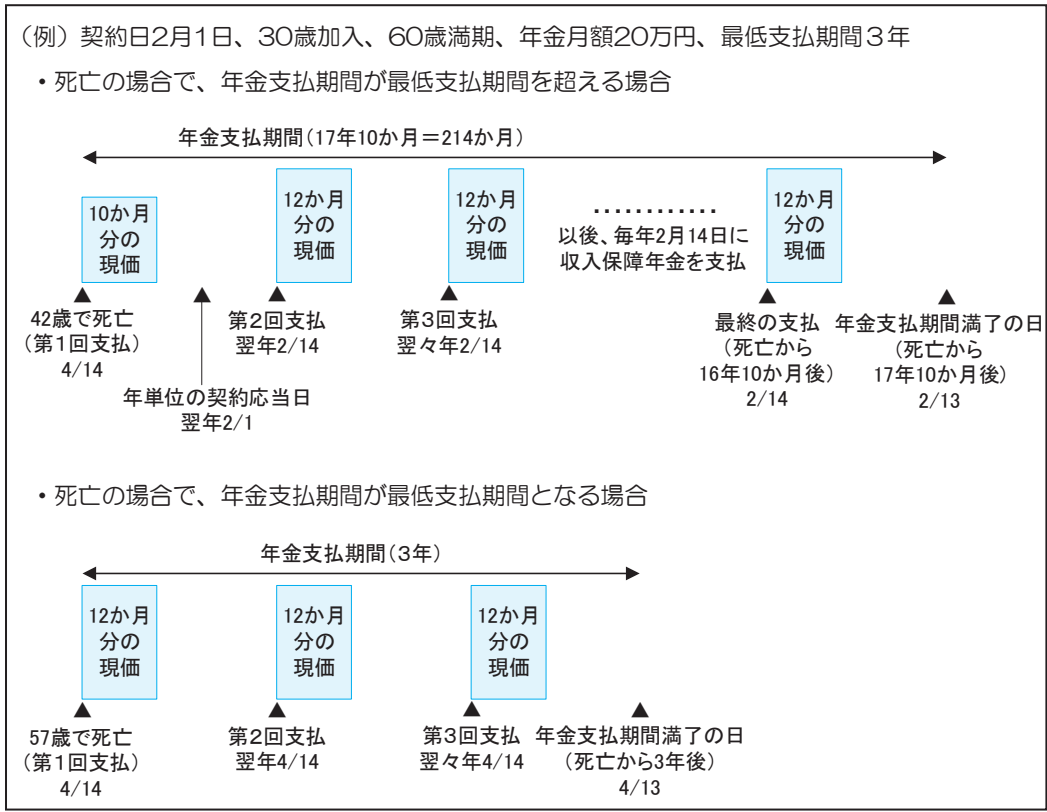 （例）契約日2月1日、30歳加入、60歳満期、年金月額20万円、最低支払期間3年
・死亡の場合で、年金支払期間が最低支払期間を超える場合
年金支払期間（17年10か月＝214か月）
10か月
分の
現価
12か月
分の
現価
12か月
分の
現価
…………
以後、毎年2月14日に
収入保障年金を支払
12か月
分の
現価
42歳で死亡
（第1回支払）
4/14
年単位の契約応当日
翌年2/1
第2回支払
翌年2/14
第3回支払
翌々年2/14
最終の支払
（死亡から
16年10か月後）
2/14
年金支払期間満了の日
（死亡から
17年10か月後）
2/13
・死亡の場合で、年金支払期間が最低支払期間となる場合
年金支払期間（3年）
12か月
分の
現価
12か月
分の
現価
12か月
分の
現価
57歳で死亡
（第1回支払）
4/14
第2回支払
翌年4/14
第3回支払
翌々年4/14
年金支払期間満了の日
（死亡から3年後）
4/13